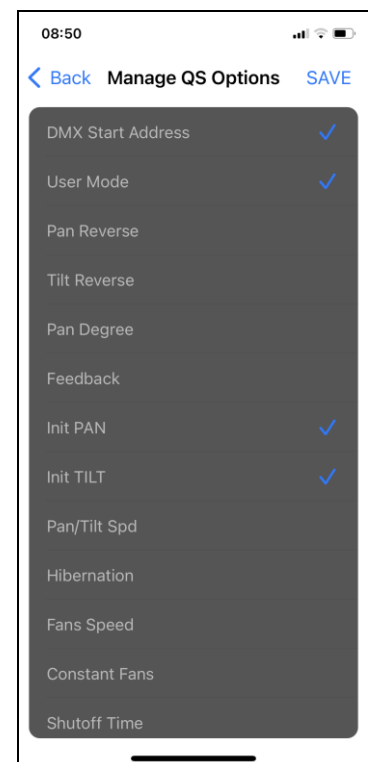 08:50
Back Manage QS Options SAVE
DMX Start Address
User Mode
Pan Reverse
Tilt Reverse
Pan Degree
Feedback
Init PAN
Init TILT
Pan/Tilt Spd
Hibernation
Fans Speed
Constant Fans
Shutoff Time